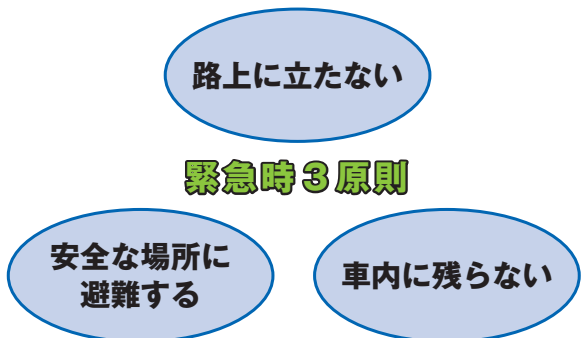 路上に立たない
緊急時３原則
安全な場所に
避難する
車内に残らない